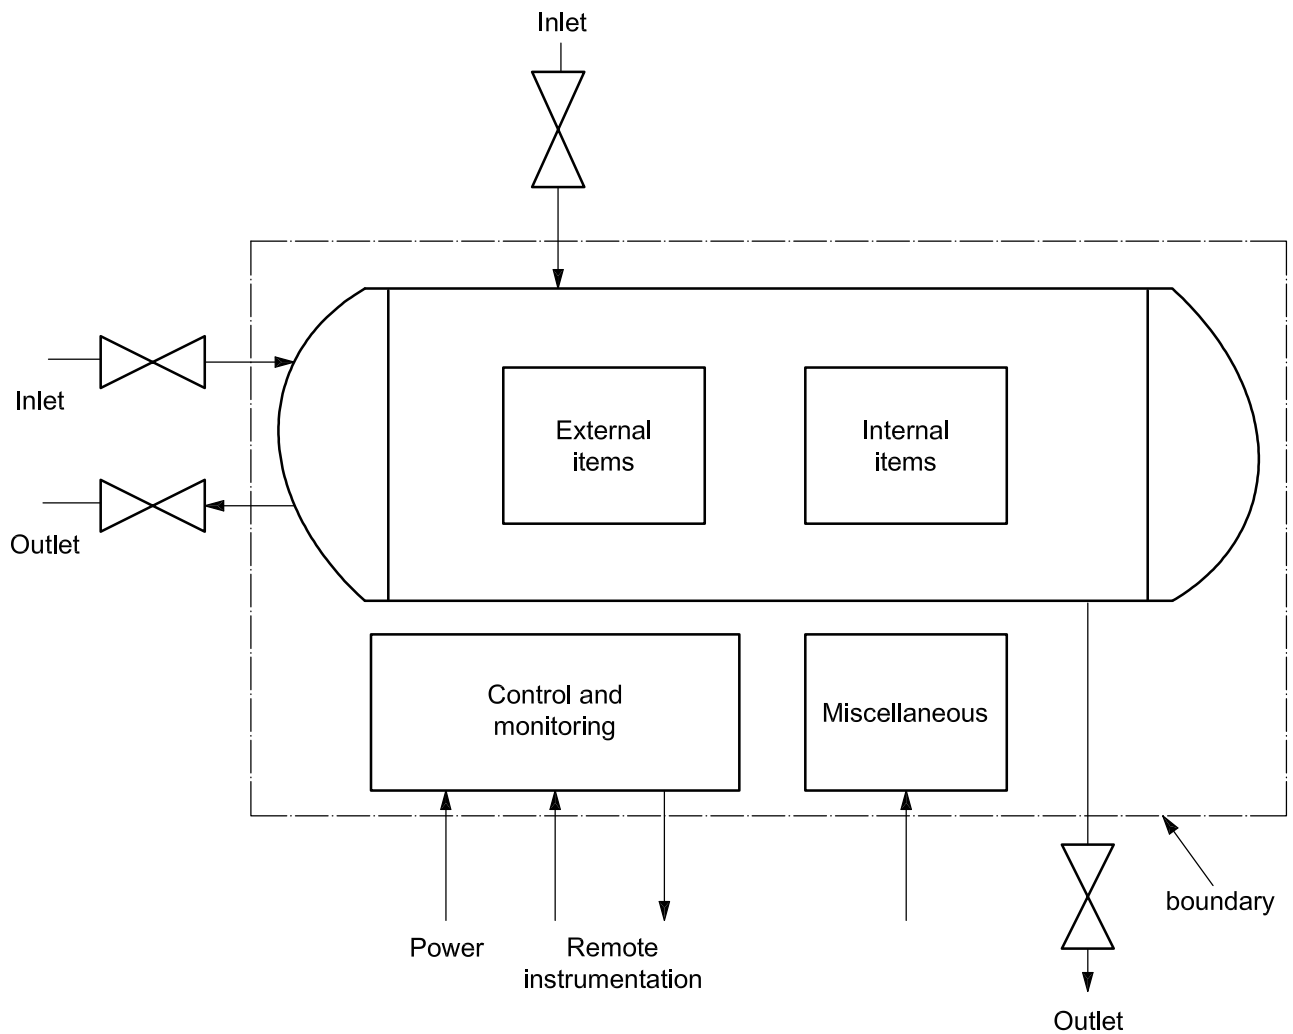 Inlet
Inlet
External
items
Internal
items
Outlet
Control and
monitoring
Miscellaneous
boundary
Power
Remote
instrumentation
Outlet